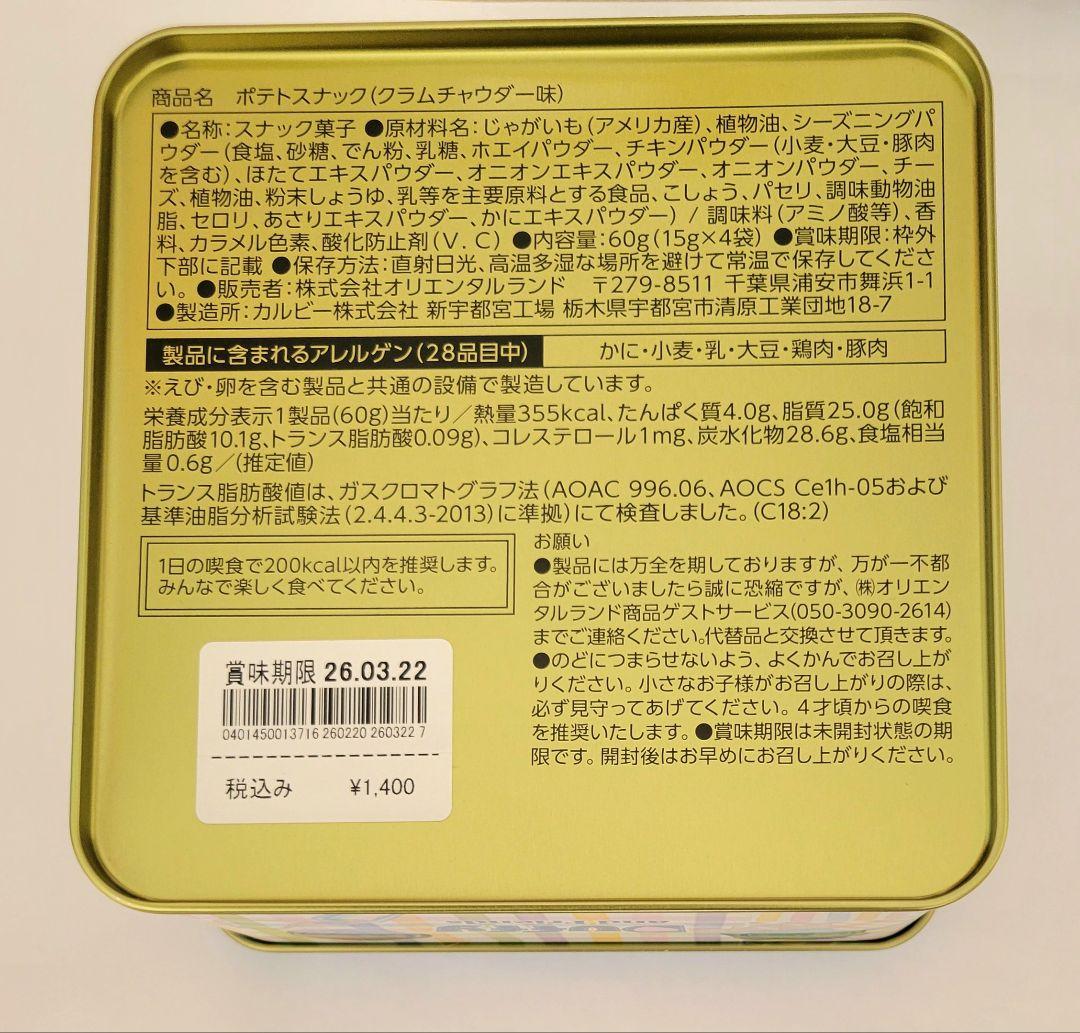 商品名 ポテトスナック(クラムチャウダー味)
●名称:スナック菓子 ●原材料名:じゃがいも(アメリカ産)、植物油、シーズニングパ
ウダー(食塩、砂糖、でん粉、乳糖、ホエイパウダー、チキンパウダー(小麦・大豆・豚肉
を含む)、ほたてエキスパウダー、オニオンエキスパウダー、オニオンパウダー、チー
ズ、植物油、粉末しょうゆ、乳等を主要原料とする食品、こしょう、パセリ、調味動物油
脂、セロリ、あさりエキスパウダー、かにエキスパウダー) / 調味料(アミノ酸等)、香
料、カラメル色素、酸化防止剤(V.C) ●内容量:60g(15g×4袋) ●賞味期限:枠外
下部に記載 ●保存方法:直射日光、高温多湿な場所を避けて常温で保存してくださ
い。●販売者:株式会社オリエンタルランド 〒279-8511 千葉県浦安市舞浜1-1
●製造所:カルビー株式会社 新宇都宮工場 栃木県宇都宮市清原工業団地18-7
製品に含まれるアレルゲン(28品目中) かに・小麦・乳・大豆・鶏肉・豚肉
※えび・卵を含む製品と共通の設備で製造しています。
栄養成分表示1製品(60g)当たり/熱量355kcal、たんぱく質4.0g、脂質25.0g(飽和
脂肪酸10.1g、トランス脂肪酸0.09g)、コレステロール1mg、炭水化物28.6g、食塩相当
量0.6g/(推定値)
トランス脂肪酸値は、ガスクロマトグラフ法(AOAC 996.06、AOCS Ce1h-05および
基準油脂分析試験法(2.4.4.3-2013)に準拠)にて検査しました。(C18:2)
1日の喫食で200kcal以内を推奨します。
みんなで楽しく食べてください。
お願い
●製品には万全を期しておりますが、万が一不都
合がございましたら誠に恐縮ですが、㈱オリエン
タルランド商品ゲストサービス(050-3090-2614)
までご連絡ください。代替品と交換させて頂きます。
●のどにつまらせないよう、よくかんでお召し上が
りください。小さなお子様がお召し上がりの際は、
必ず見守ってあげてください。4才頃からの喫食
を推奨いたします。●賞味期限は未開封状態の期
限です。開封後はお早めにお召し上がりください。
賞味期限 26.03.22
0401450013716 260220 260322 7
税込み ¥1,400